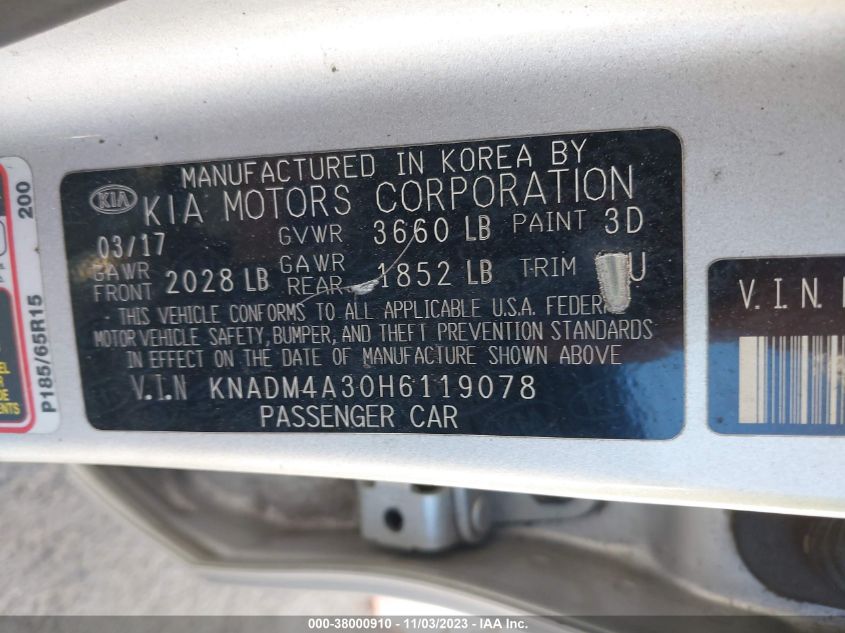 MANUFACTURED IN KOREA BY
KIA KIA MOTORS CORPORATION
03/17 GVWR 3660 LB PAINT 3D
GAWR FRONT 2028 LB GAWR REAR 1852 LB TRIM U
THIS VEHICLE CONFORMS TO ALL APPLICABLE U.S.A. FEDER
MOTOR VEHICLE SAFETY, BUMPER, AND THEFT PREVENTION STANDARDS
IN EFFECT ON THE DATE OF MANUFACTURE SHOWN ABOVE
V.I.N KNADM4A30H6119078
PASSENGER CAR
200
P185/65R15
V.I.N.
000-38000910 - 11/03/2023 - IAA Inc.